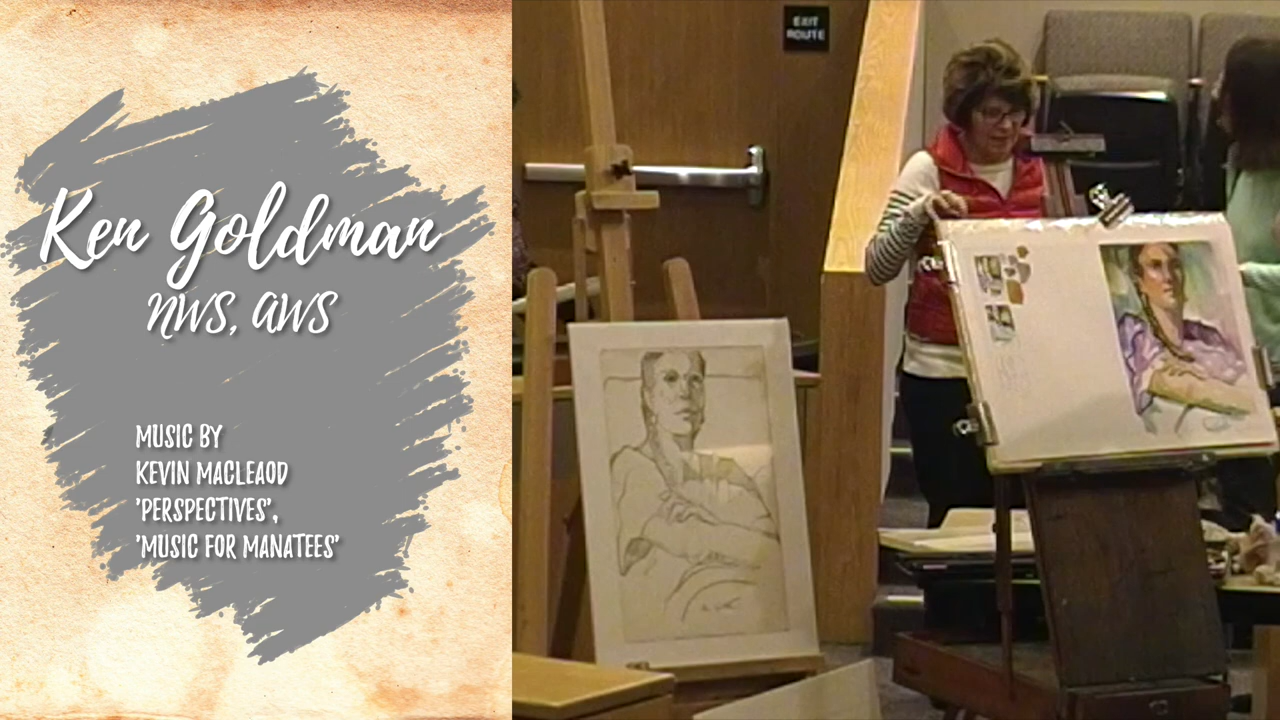 Ken Goldman
NWS, AWS
MUSIC BY
KEVIN MACLEAOD
'PERSPECTIVES',
'MUSIC FOR MANATEES'
EXIT
ROUTE